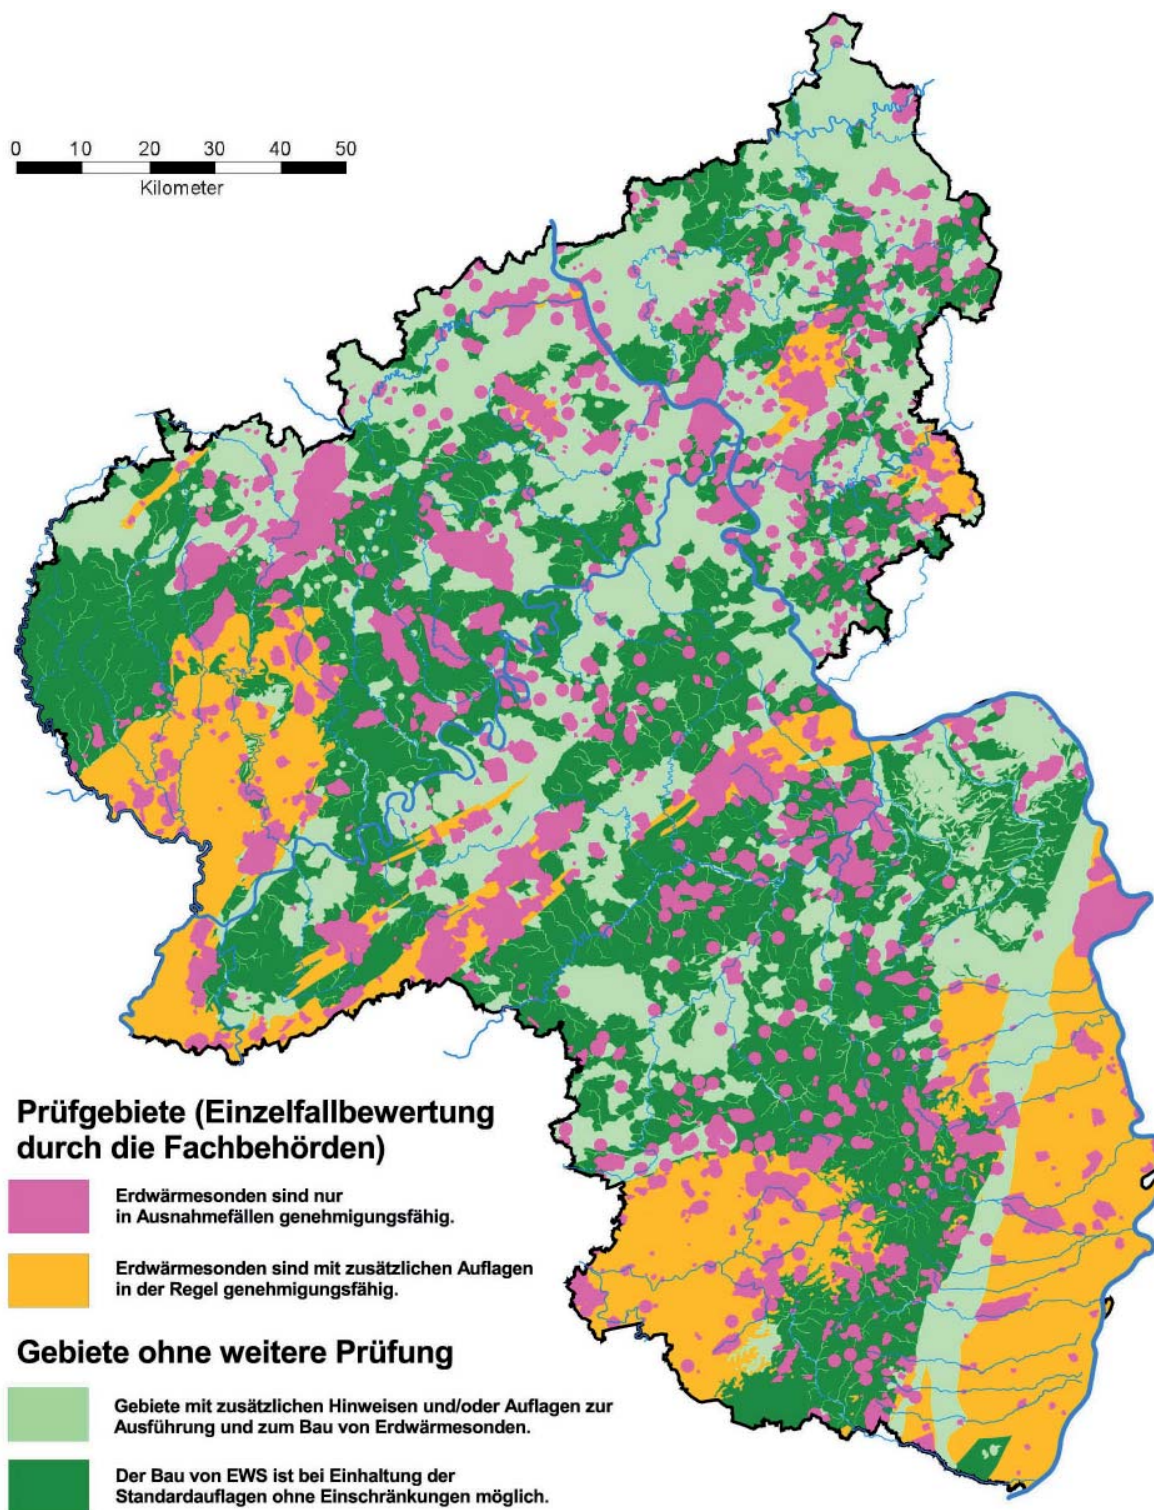 0 10 20 30 40 50
Kilometer
Prüfgebiete (Einzelfallbewertung
durch die Fachbehörden)
Erdwärmesonden sind nur
in Ausnahmefällen genehmigungsfähig.
Erdwärmesonden sind mit zusätzlichen Auflagen
in der Regel genehmigungsfähig.
Gebiete ohne weitere Prüfung
Gebiete mit zusätzlichen Hinweisen und/oder Auflagen zur
Ausführung und zum Bau von Erdwärmesonden.
Der Bau von EWS ist bei Einhaltung der
Standardauflagen ohne Einschränkungen möglich.